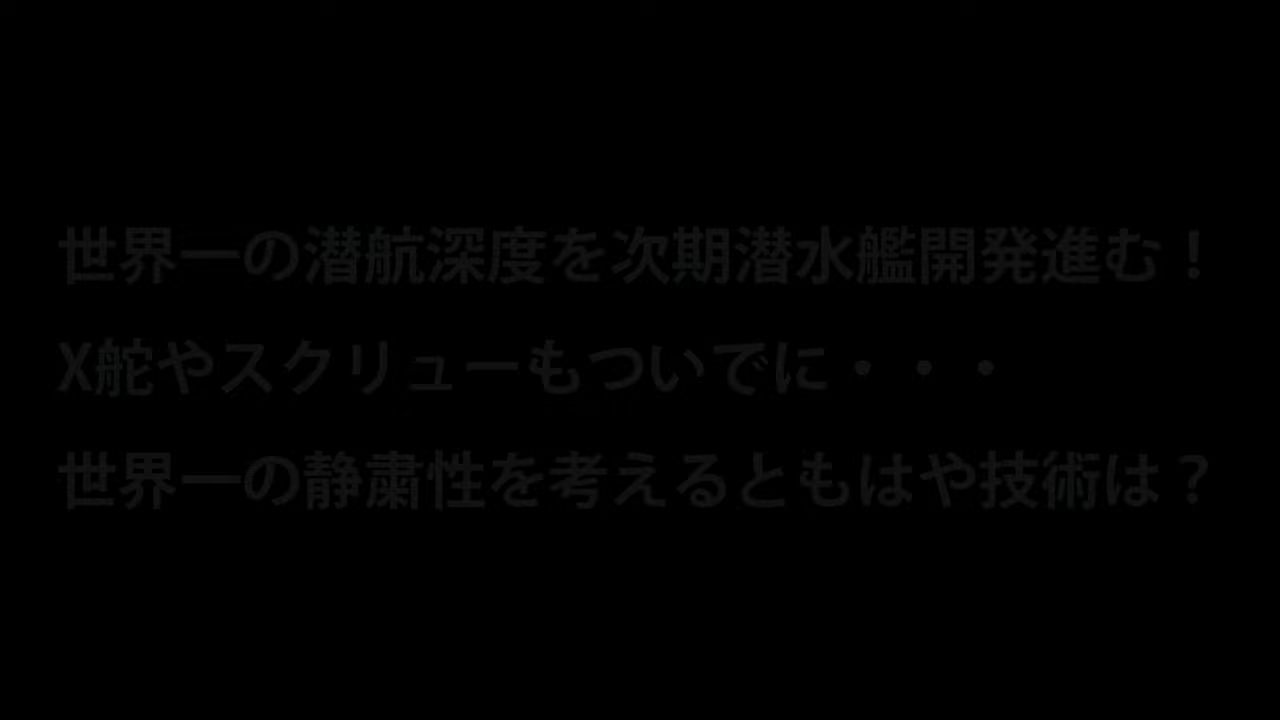 世界一の潜航深度を次期潜水艦開発進む！
X舵やスクリューもついでに・・・
世界一の静粛性を考えるともはや技術は？